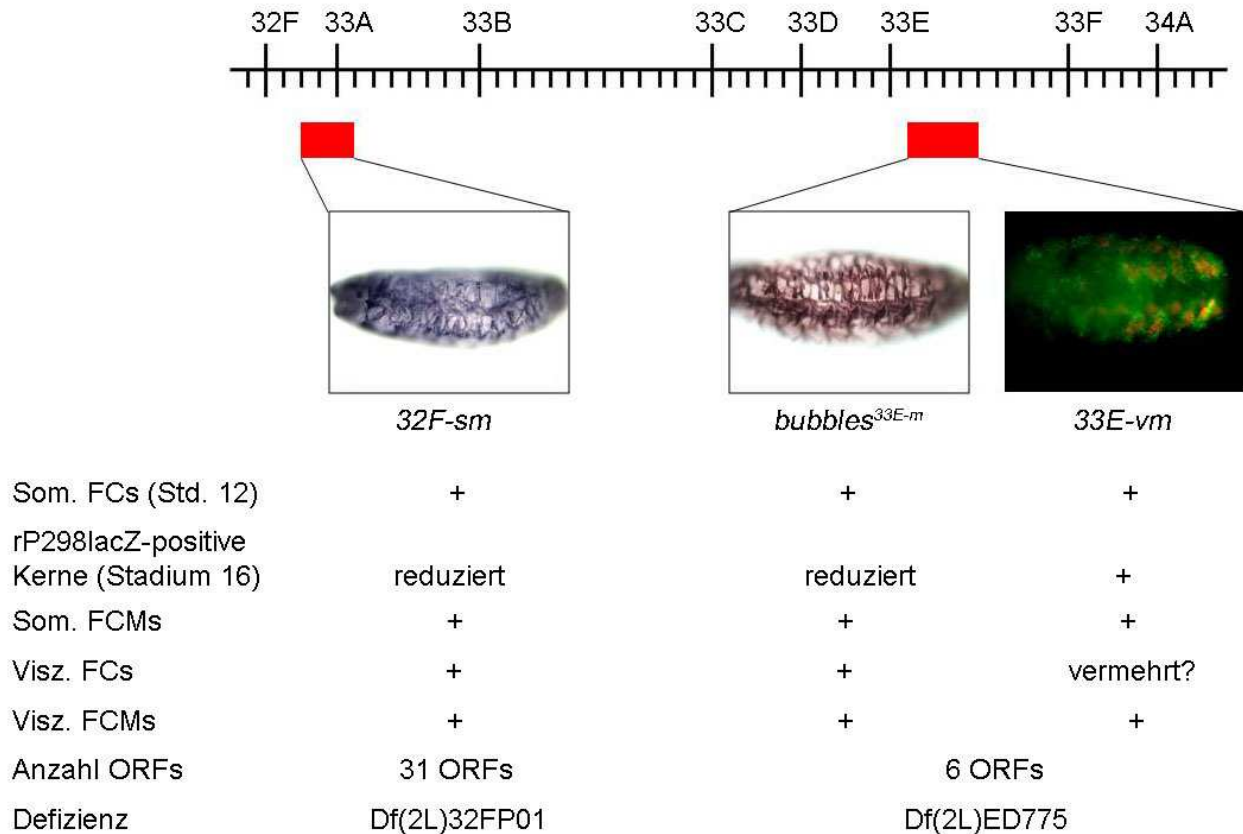 32F 33A 33B 33C 33D 33E 33F 34A
32F-sm bubbles33E-m 33E-vm
Som. FCs (Std. 12) + + +
rP298lacZ-positive
Kerne (Stadium 16) reduziert reduziert +
Som. FCMs + + +
Visz. FCs + + vermehrt?
Visz. FCMs + + +
Anzahl ORFs 31 ORFs 6 ORFs
Defizienz Df(2L)32FP01 Df(2L)ED775